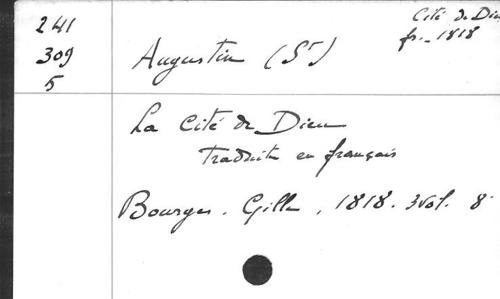 241
309
5
Cité de Dieu
fr. 1818
Augustin (St)
La Cité de Dieu
Traduite en français
Bourges. Gille, 1818. 3 vol. 8°